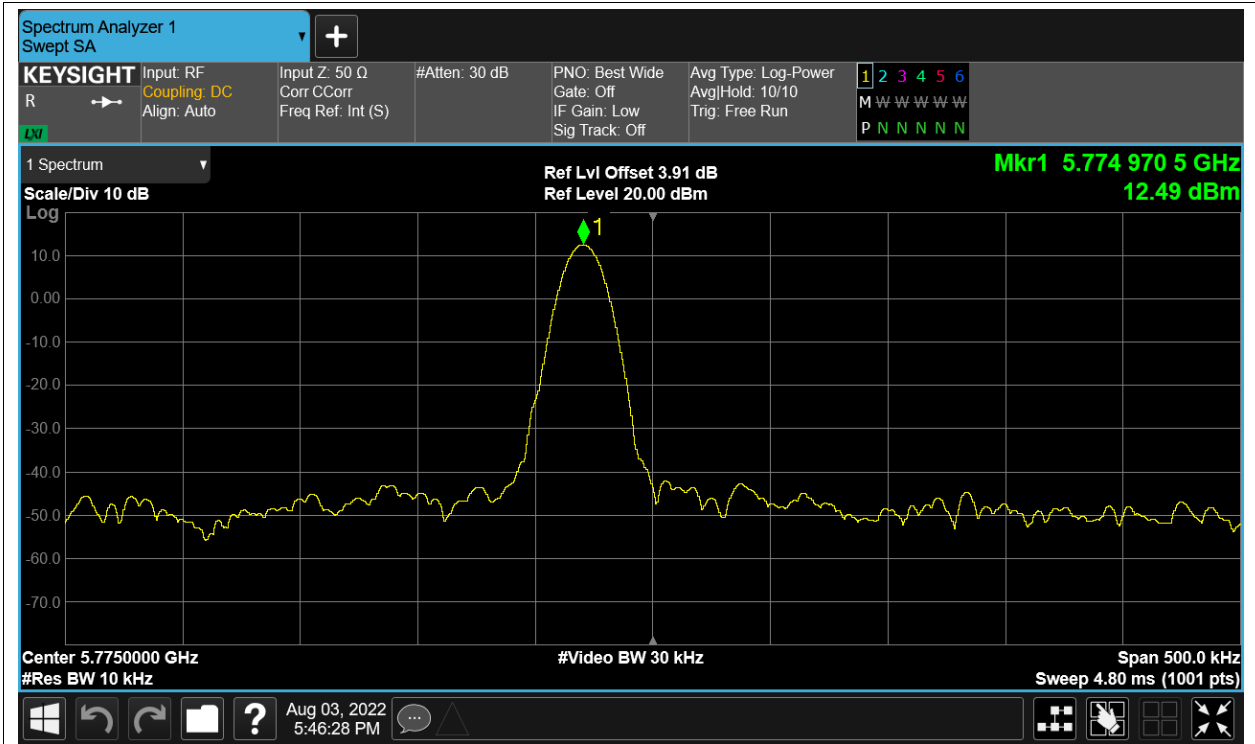 Spectrum Analyzer 1
Swept SA
KEYSIGHT
R
LXI
Input: RF
Coupling: DC
Align: Auto
Input Z: 50 Ω
Corr CCorr
Freq Ref: Int (S)
#Atten: 30 dB
PNO: Best Wide
Gate: Off
IF Gain: Low
Sig Track: Off
Avg Type: Log-Power
Avg|Hold: 10/10
Trig: Free Run
1 2 3 4 5 6
M W W W W W
P N N N N N
1 Spectrum
Scale/Div 10 dB
Log
Ref Lvl Offset 3.91 dB
Ref Level 20.00 dBm
Mkr1 5.774 970 5 GHz
12.49 dBm
1
10.0
0.00
-10.0
-20.0
-30.0
-40.0
-50.0
-60.0
-70.0
Center 5.7750000 GHz
#Res BW 10 kHz
#Video BW 30 kHz
Span 500.0 kHz
Sweep 4.80 ms (1001 pts)
?
Aug 03, 2022
5:46:28 PM